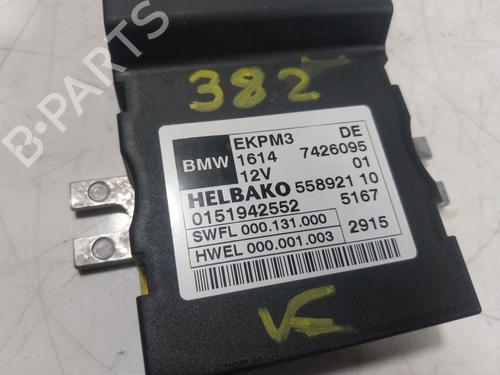 B-PARTS
382
BMW EKPM3 DE
1614 7426095
12V 01
HELBAKO 558921 10
0151942552 5167
SWFL 000.131.000
HWEL 000.001.003 2915